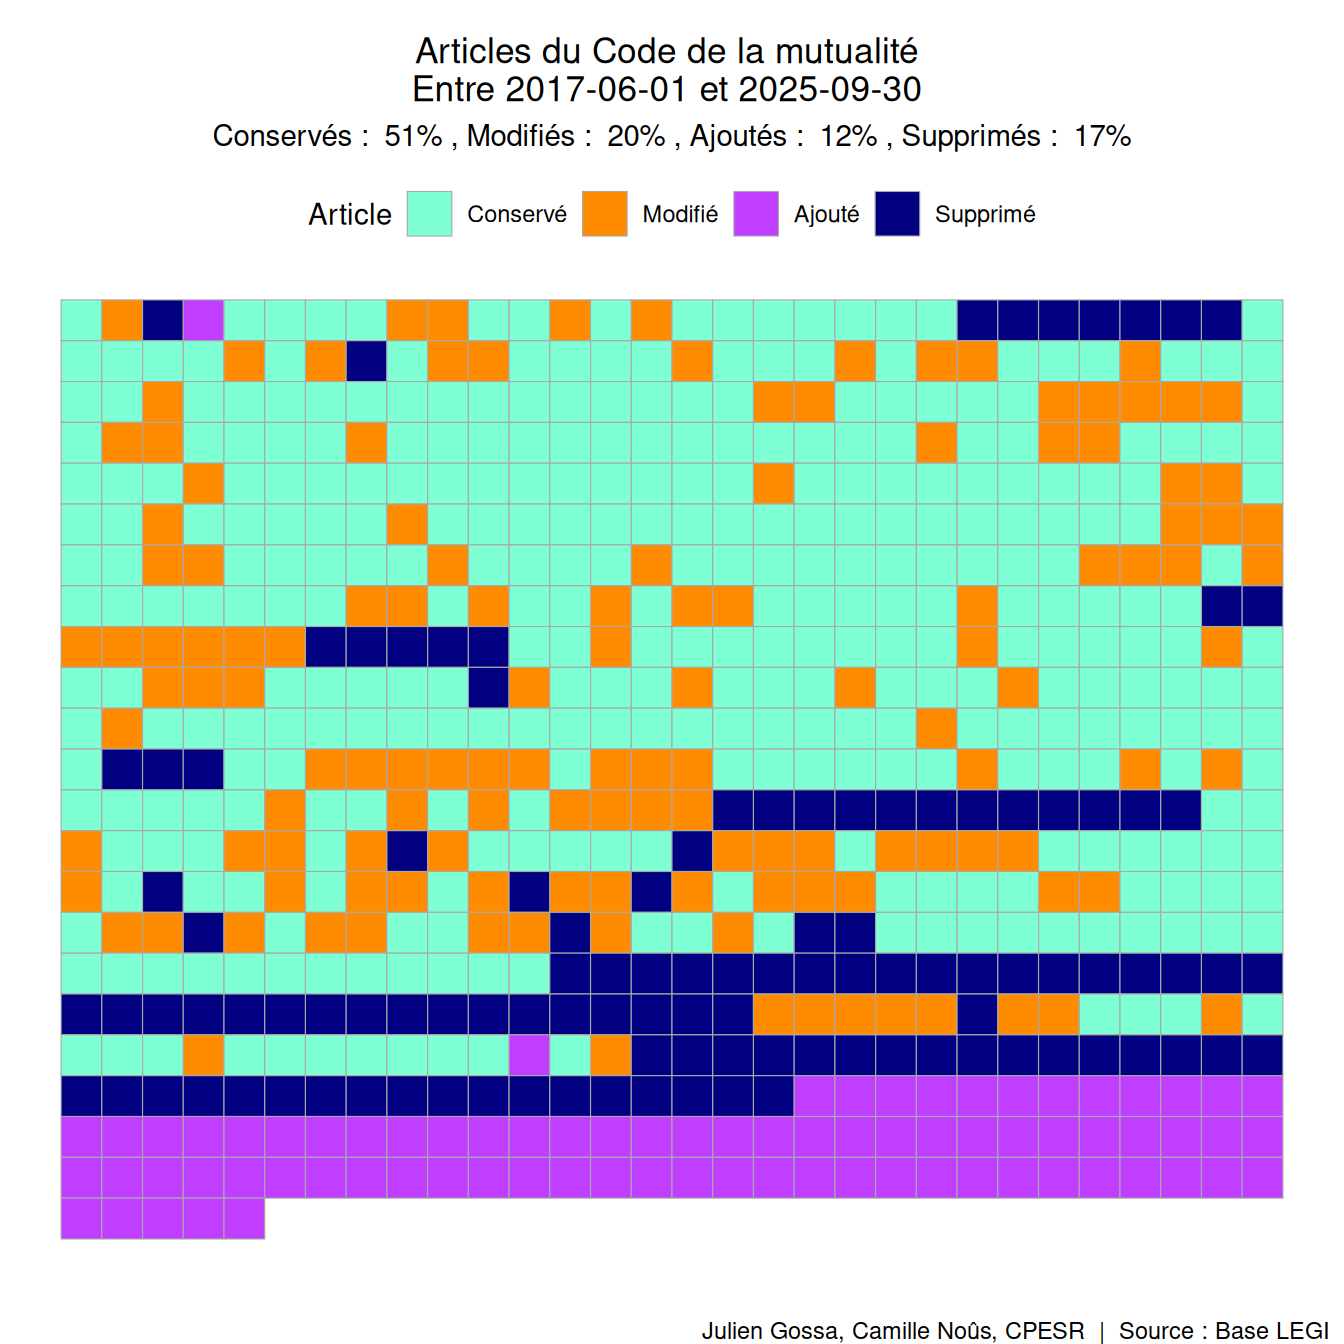 Articles du Code de la mutualité
Entre 2017-06-01 et 2025-09-30
Conservés :  51% , Modifiés :  20% , Ajoutés :  12% , Supprimés :  17%
Article Conservé Modifié Ajouté Supprimé
Julien Gossa, Camille Noûs, CPESR | Source : Base LEGI